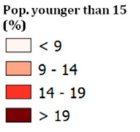 Pop. younger than 15
(%)
< 9
9 - 14
14 - 19
> 19